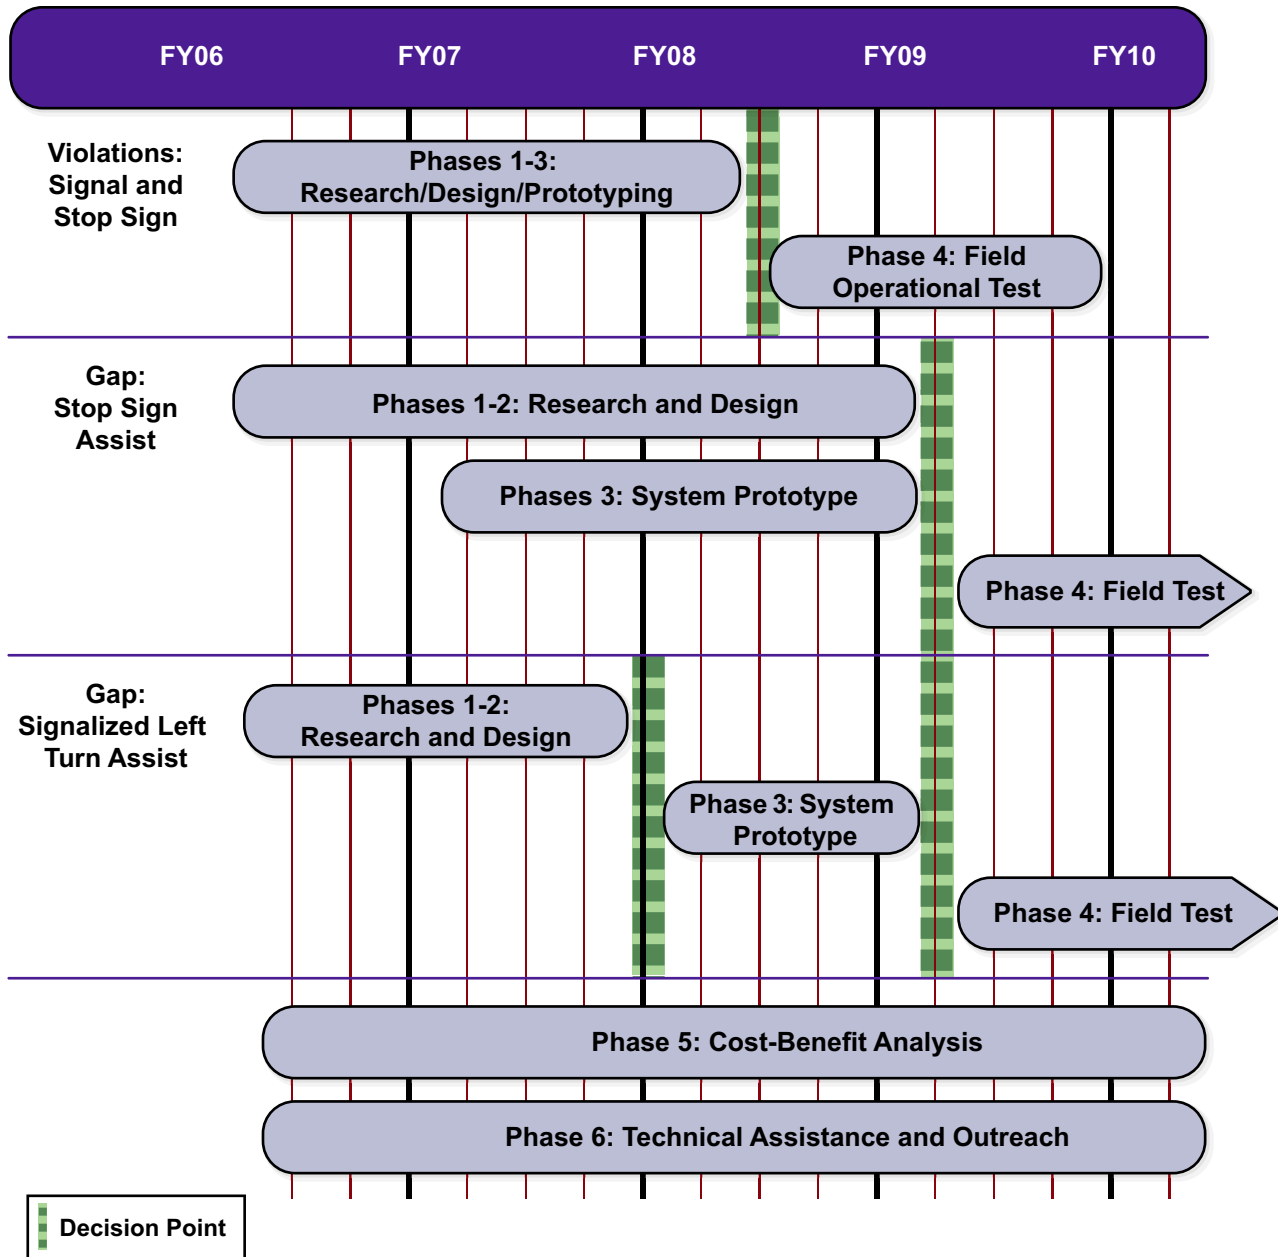 FY06 FY07 FY08 FY09 FY10
Violations:
Signal and
Stop Sign
Phases 1-3:
Research/Design/Prototyping
Phase 4: Field
Operational Test
Gap:
Stop Sign
Assist
Phases 1-2: Research and Design
Phases 3: System Prototype
Phase 4: Field Test
Gap:
Signalized Left
Turn Assist
Phases 1-2:
Research and Design
Phase 3: System
Prototype
Phase 4: Field Test
Phase 5: Cost-Benefit Analysis
Phase 6: Technical Assistance and Outreach
Decision Point